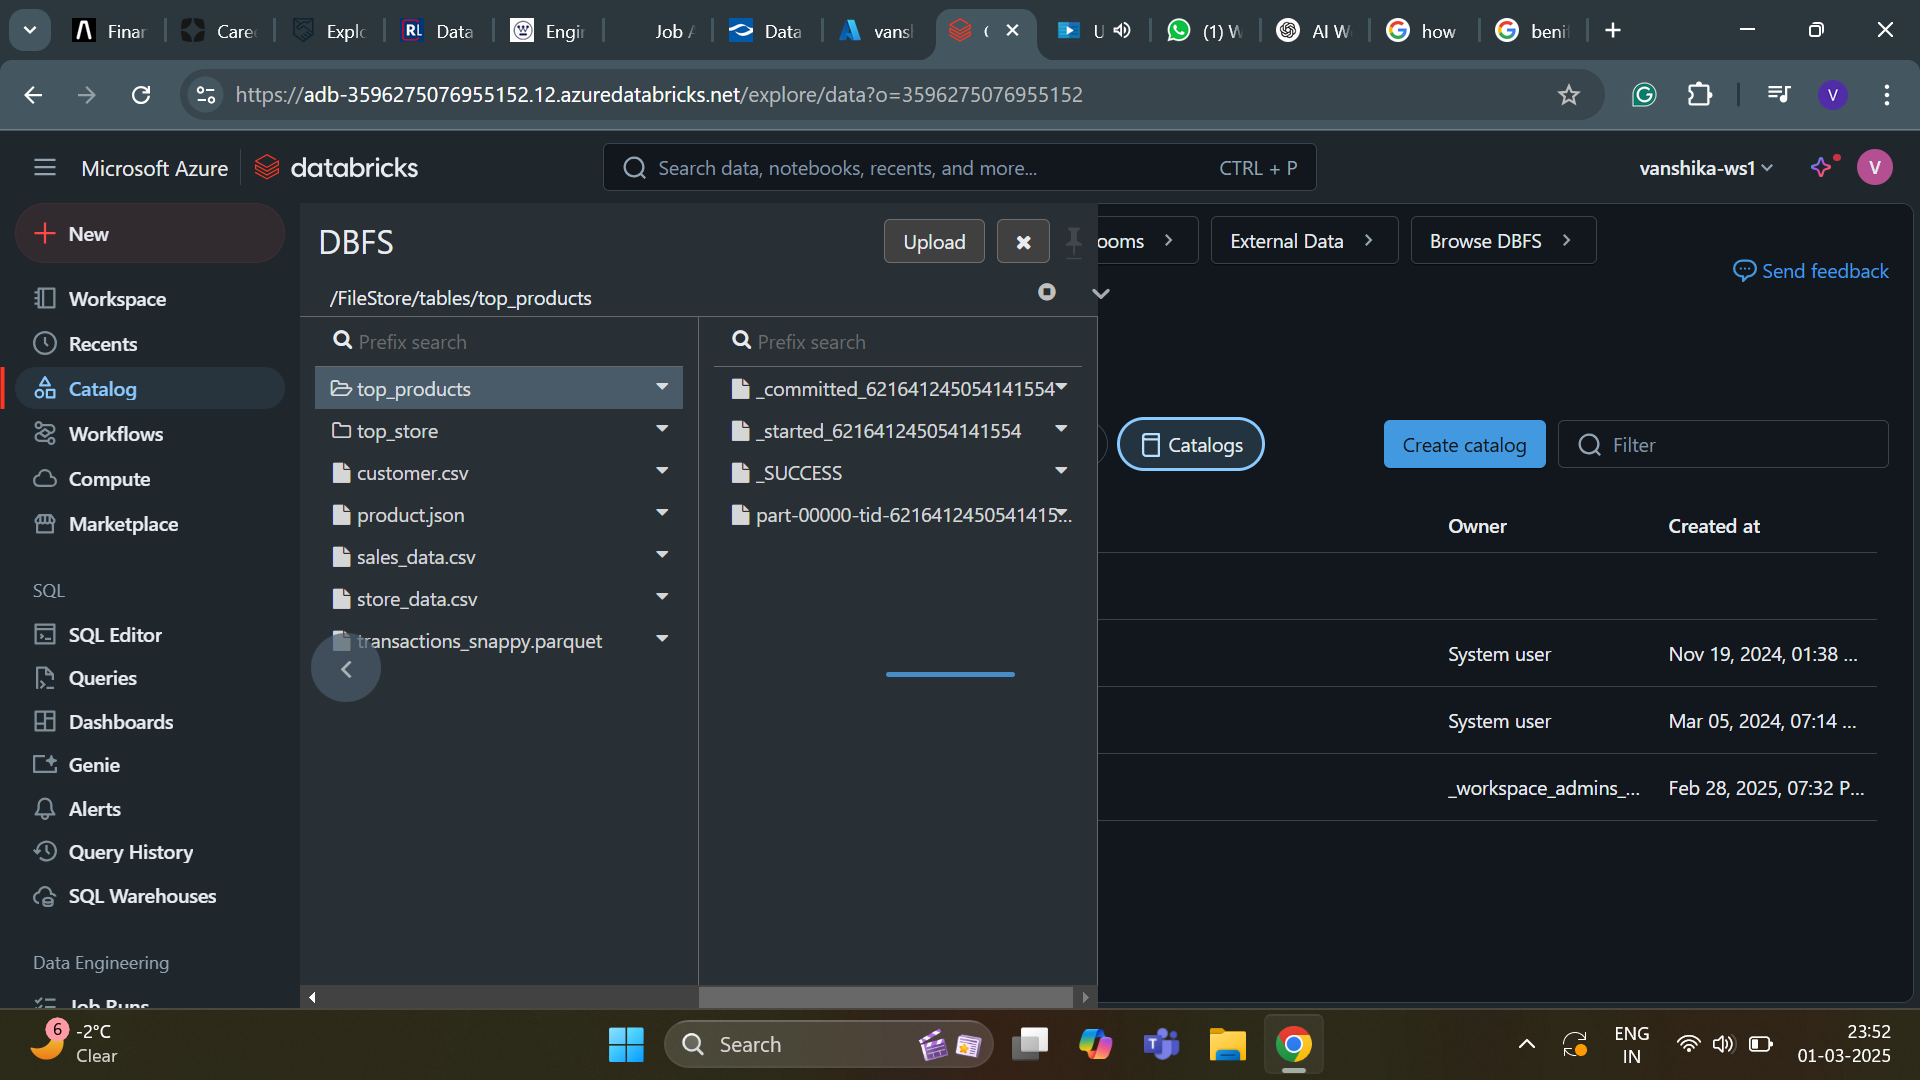 Finar
Caree
Explo
RL Data
Engin
Job A
Data
vansh
U
(1) W
AI W
how
beni
https://adb-3596275076955152.12.azuredatabricks.net/explore/data?o=3596275076955152
V
Microsoft Azure databricks
Search data, notebooks, recents, and more... CTRL + P
vanshika-ws1
V
New
Workspace
Recents
Catalog
Workflows
Compute
Marketplace
SQL
SQL Editor
Queries
Dashboards
Genie
Alerts
Query History
SQL Warehouses
Data Engineering
Job Runs
DBFS
Upload
/FileStore/tables/top_products
Prefix search
top_products
top_store
customer.csv
product.json
sales_data.csv
store_data.csv
transactions_snappy.parquet
Prefix search
_committed_621641245054141554
_started_621641245054141554
_SUCCESS
part-00000-tid-6216412450541415...
ooms
External Data
Browse DBFS
Send feedback
Catalogs
Create catalog
Filter
Owner Created at
System user Nov 19, 2024, 01:38 ...
System user Mar 05, 2024, 07:14 ...
_workspace_admins_... Feb 28, 2025, 07:32 P...
6
-2°C
Clear
Search
ENG
IN
23:52
01-03-2025